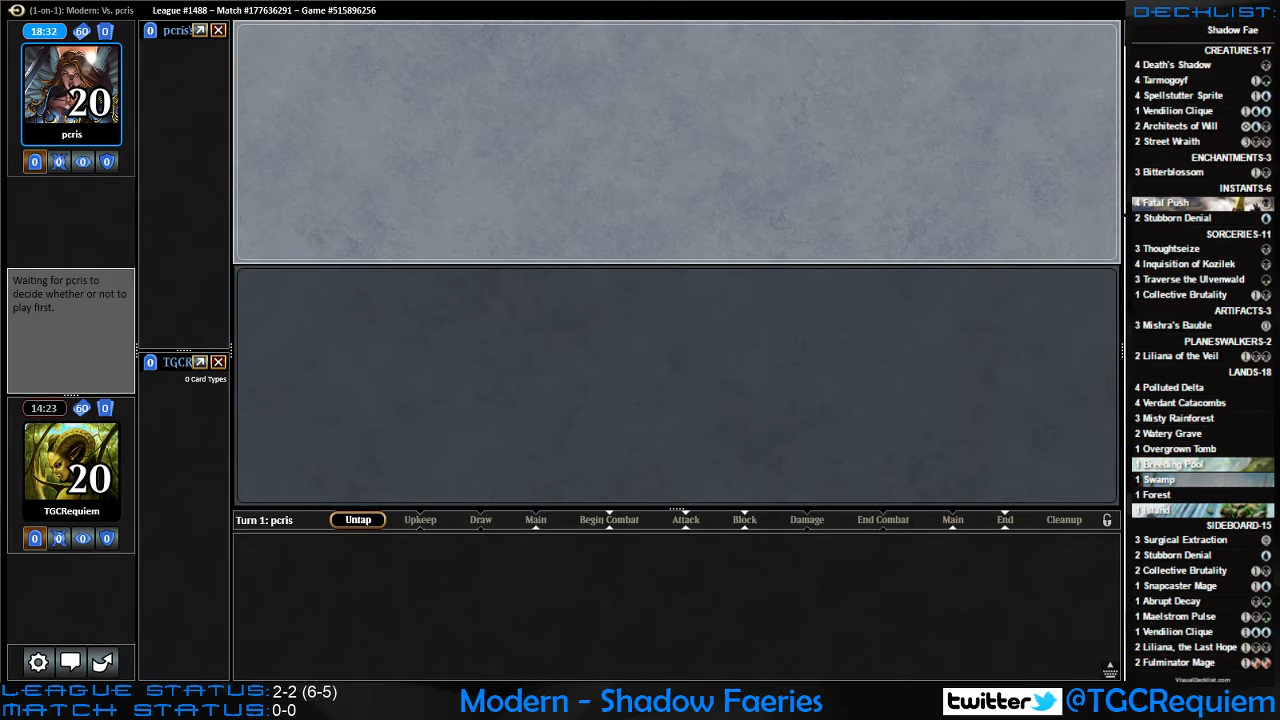 (1-on-1): Modern: Vs. pcris
League #1488 – Match #177636291 – Game #515896256
18:32
60
0
20
pcris
0
0
0
0
Waiting for pcris to
decide whether or not to
play first.
14:23
60
0
20
TGCRequiem
0
0
0
0
0
pcris'
0
TGCR
0 Card Types
Turn 1: pcris
Untap
Upkeep
Draw
Main
Begin Combat
Attack
Block
Damage
End Combat
Main
End
Cleanup
DECKLIST:
Shadow Fae
CREATURES-17
4 Death's Shadow
4 Tarmogoyf
4 Spellstutter Sprite
1 Vendilion Clique
2 Architects of Will
2 Street Wraith
ENCHANTMENTS-3
3 Bitterblossom
INSTANTS-6
4 Fatal Push
2 Stubborn Denial
SORCERIES-11
3 Thoughtseize
4 Inquisition of Kozilek
3 Traverse the Ulvenwald
1 Collective Brutality
ARTIFACTS-3
3 Mishra's Bauble
PLANESWALKERS-2
2 Liliana of the Veil
LANDS-18
4 Polluted Delta
4 Verdant Catacombs
3 Misty Rainforest
2 Watery Grave
1 Overgrown Tomb
1 Breeding Pool
1 Swamp
1 Forest
1 Island
SIDEBOARD-15
3 Surgical Extraction
2 Stubborn Denial
2 Collective Brutality
1 Snapcaster Mage
1 Abrupt Decay
1 Maelstrom Pulse
1 Vendilion Clique
2 Liliana, the Last Hope
2 Fulminator Mage
VisualDecklist.com
LEAGUE STATUS: 2-2 (6-5)
MATCH STATUS: 0-0
Modern - Shadow Faeries
twitter @TGCRequiem